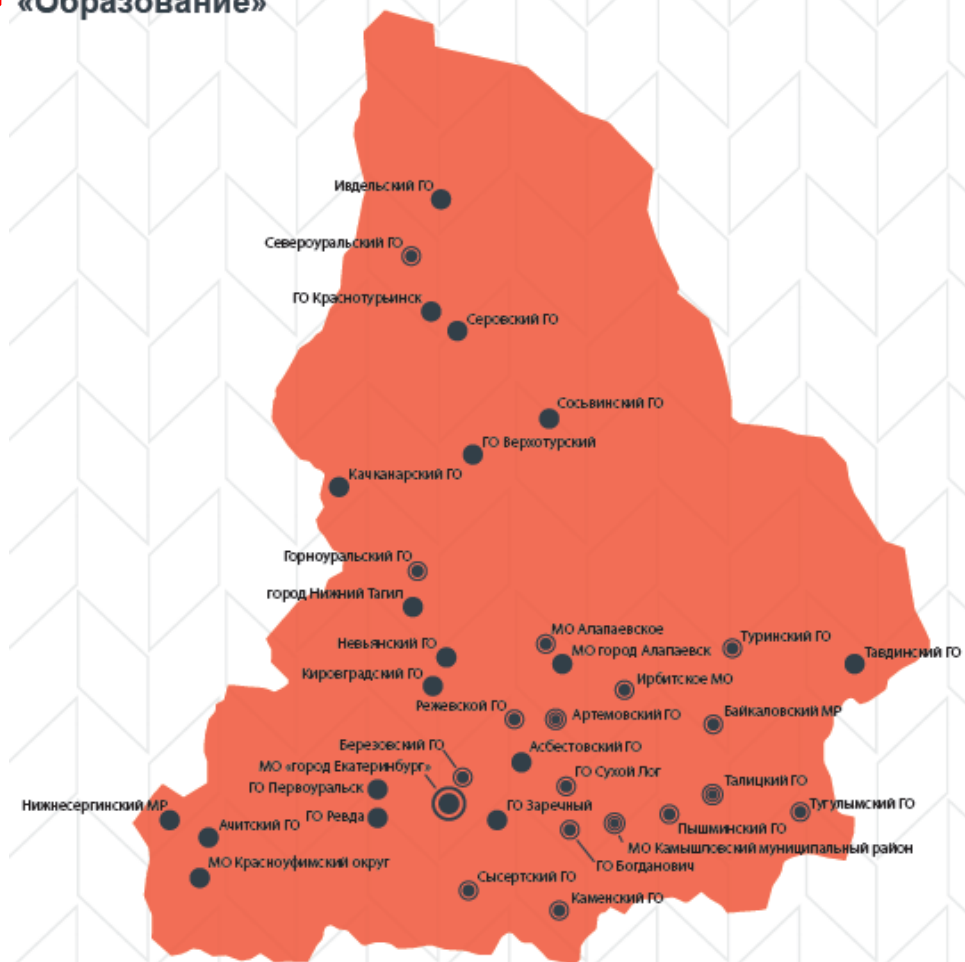 «Образование»
Ивдельский ГО
Североуральский ГО
ГО Краснотурьинск
Серовский ГО
Сосьвинский ГО
ГО Верхотурский
Качканарский ГО
Горноуральский ГО
город Нижний Тагил
МО Алапаевское
Туринский ГО
Невьянский ГО
МО город Алапаевск
Тавдинский ГО
Кировградский ГО
Ирбитское МО
Режевской ГО
Артемовский ГО
Байкаловский МР
Березовский ГО
Асбестовский ГО
МО «город Екатеринбург»
ГО Сухой Лог
ГО Первоуральск
Талицкий ГО
Нижнесергинский МР
ГО Заречный
Тугулымский ГО
ГО Ревда
Ачитский ГО
Пышминский ГО
МО Камышловский муниципальный район
МО Красноуфимский округ
ГО Богданович
Сысертский ГО
Каменский ГО